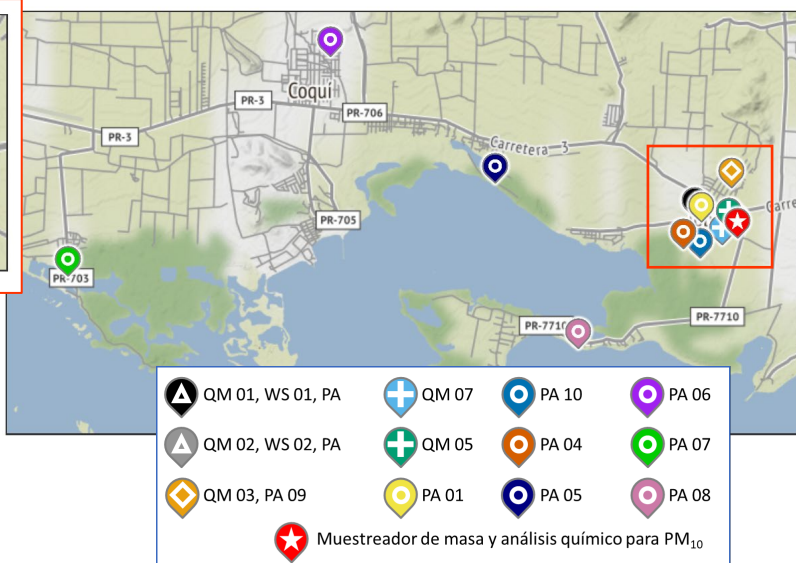 Coquí
PR-3
PR-706
PR-3
Carretera 3
PR-705
Carre
PR-703
PR-7710
PR-7710
QM 01, WS 01, PA
QM 07
PA 10
PA 06
QM 02, WS 02, PA
QM 05
PA 04
PA 07
QM 03, PA 09
PA 01
PA 05
PA 08
Muestreador de masa y análisis químico para PM₁₀